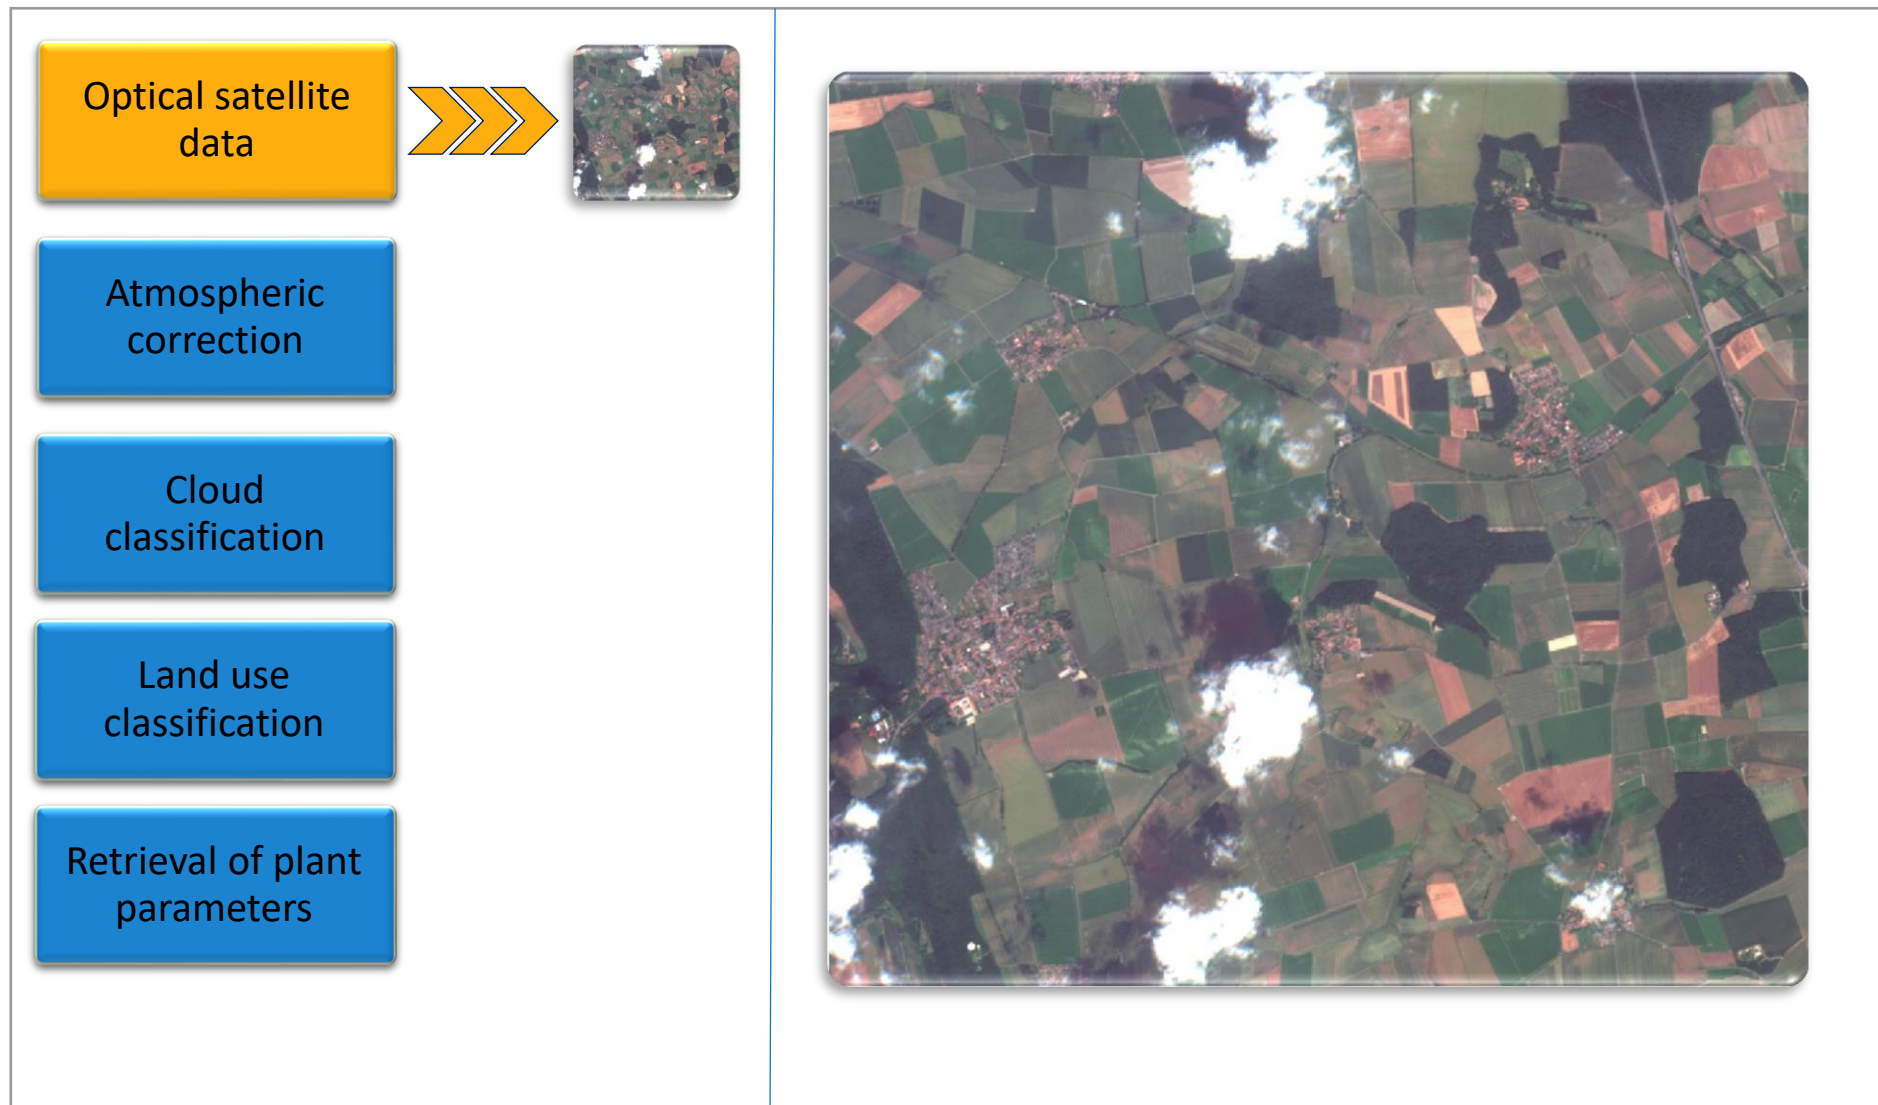 Optical satellite
data
Atmospheric
correction
Cloud
classification
Land use
classification
Retrieval of plant
parameters